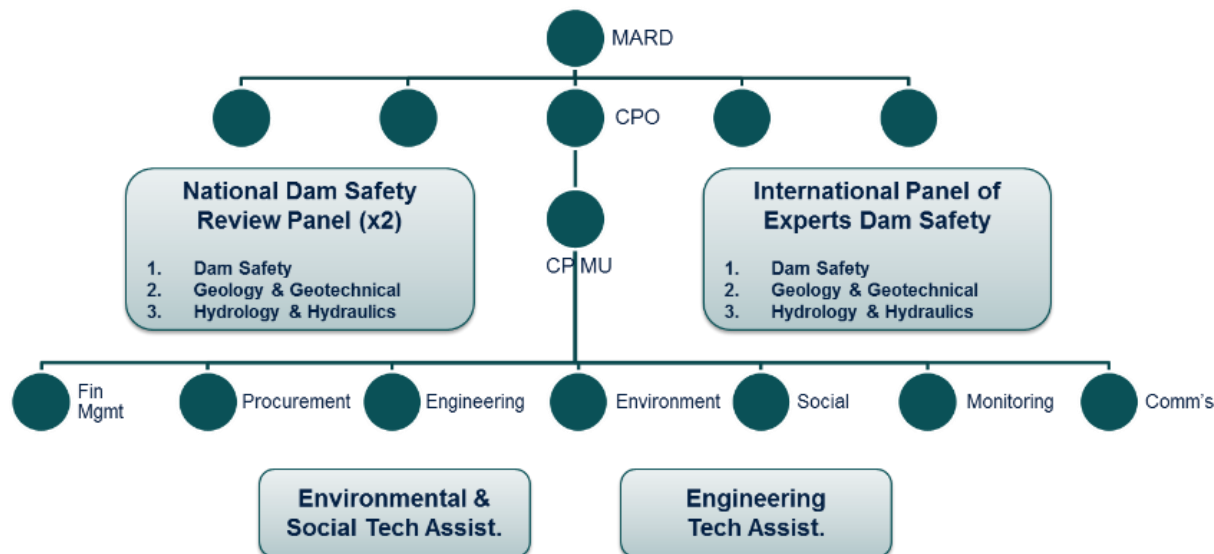 MARD
CPO
National Dam Safety
Review Panel (x2)
1. Dam Safety
2. Geology & Geotechnical
3. Hydrology & Hydraulics
International Panel of
Experts Dam Safety
1. Dam Safety
2. Geology & Geotechnical
3. Hydrology & Hydraulics
CPMU
Fin
Mgmt
Procurement
Engineering
Environment
Social
Monitoring
Comm's
Environmental &
Social Tech Assist.
Engineering
Tech Assist.